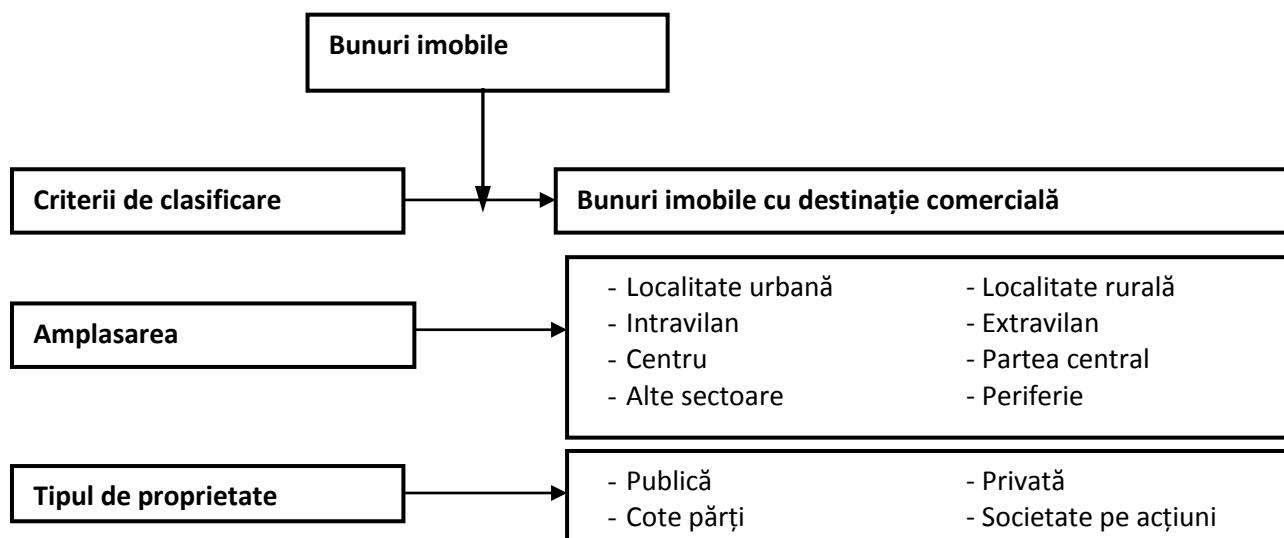 Bunuri imobile
Criterii de clasificare
Bunuri imobile cu destinație comercială
Amplasarea
- Localitate urbană - Localitate rurală
- Intravilan - Extravilan
- Centru - Partea central
- Alte sectoare - Periferie
Tipul de proprietate
- Publică - Privată
- Cote părți - Societate pe acțiuni